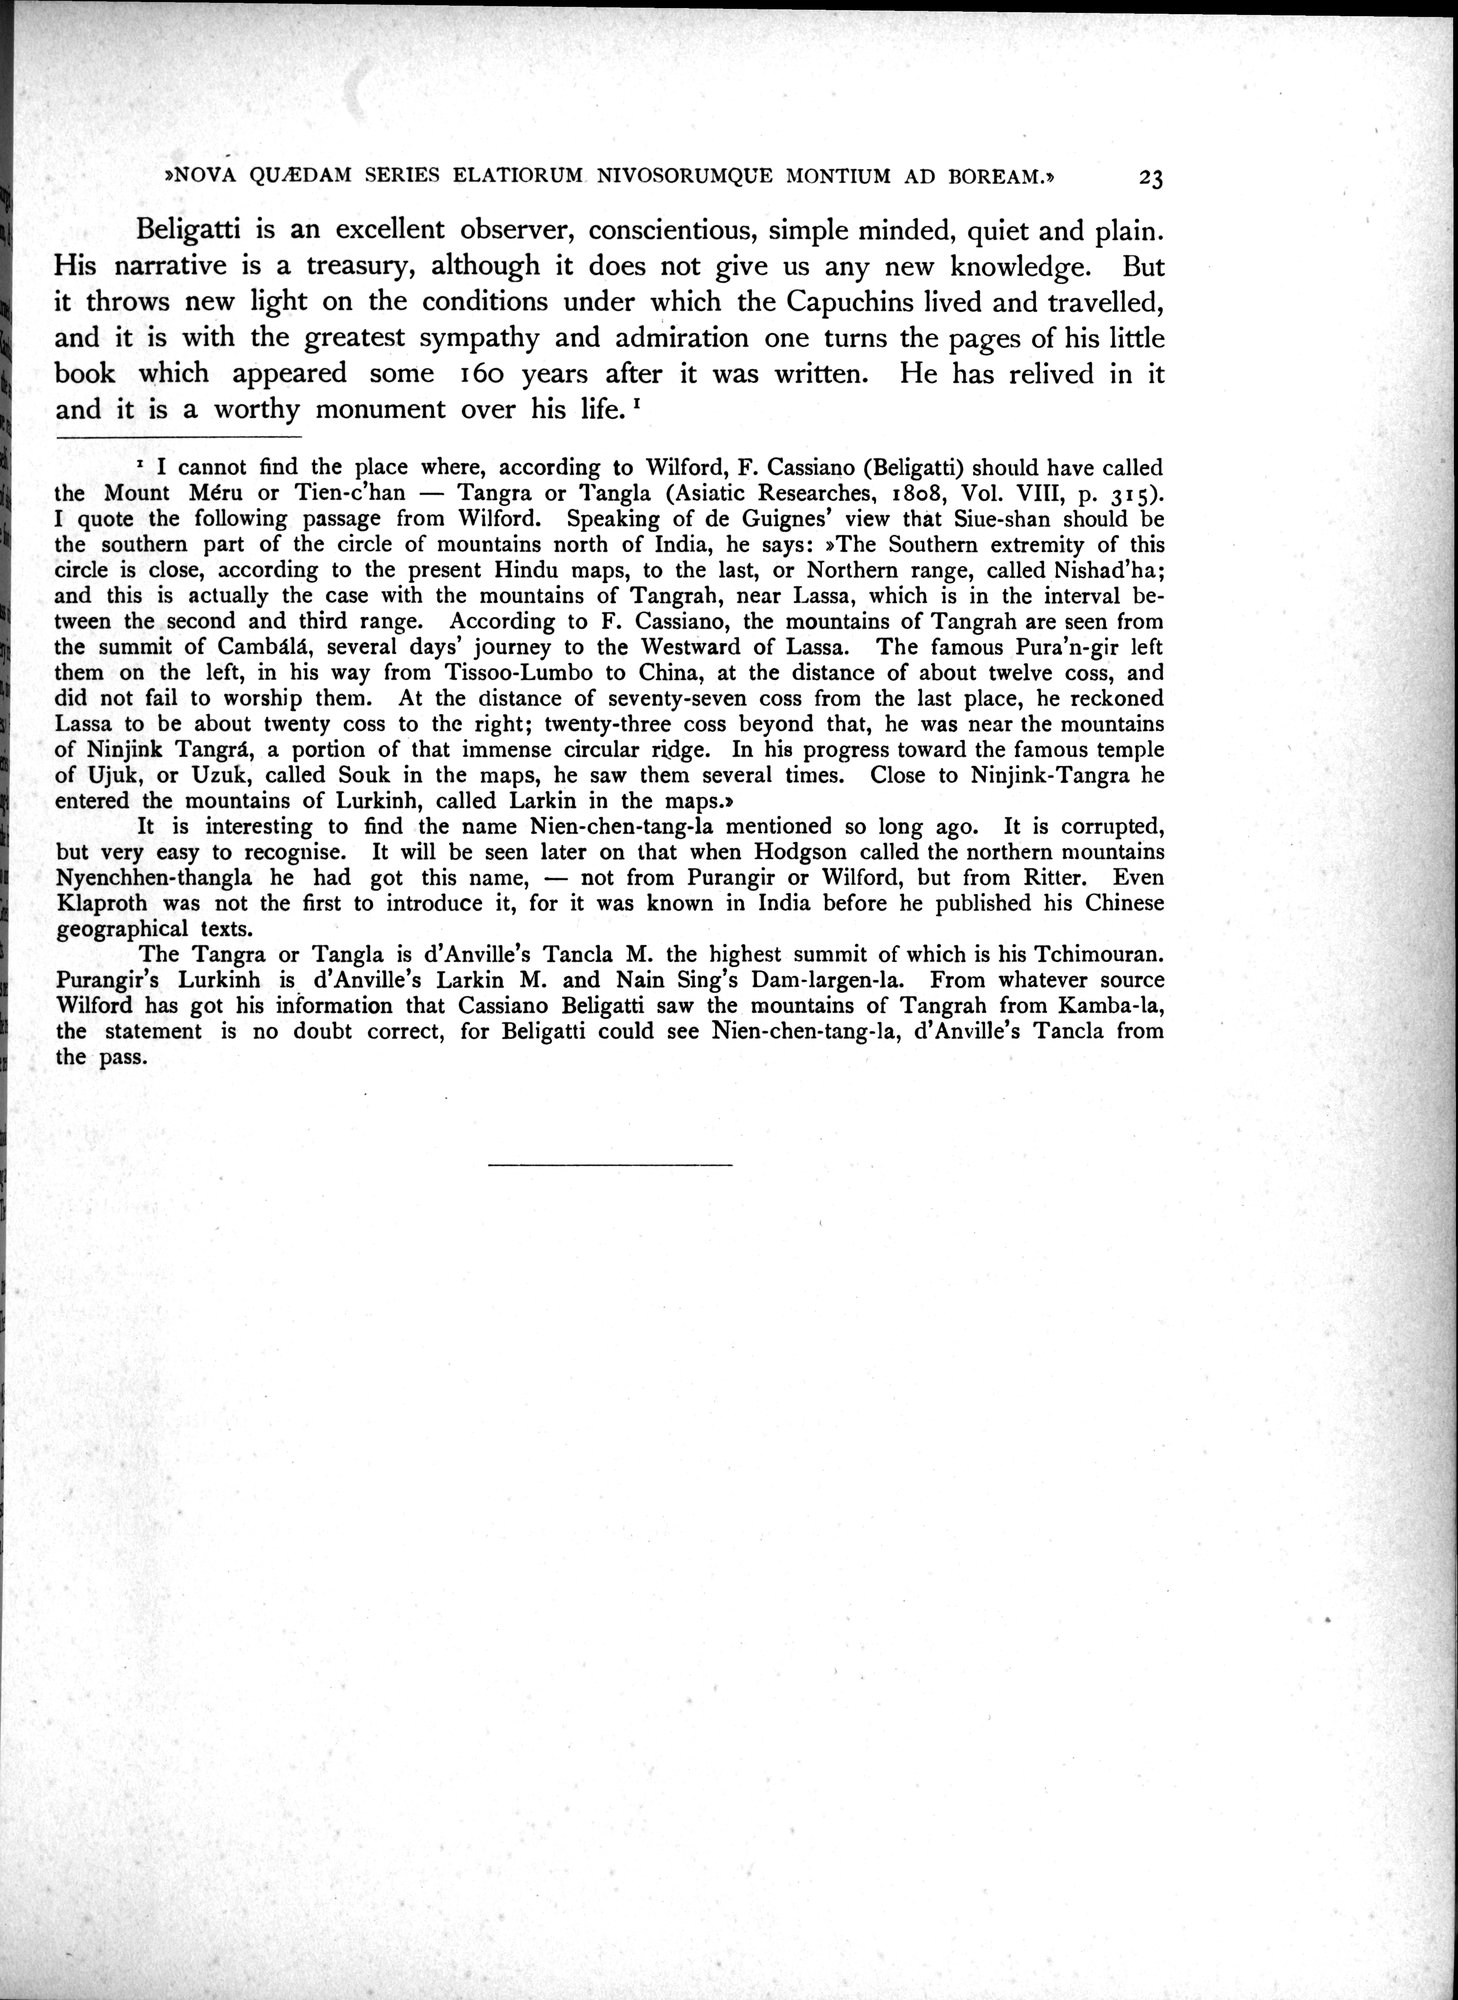 »NOVA QUÆDAM SERIES ELATIORUM NIVOSORUMQUE MONTIUM AD BOREAM.» 23
Beligatti is an excellent observer, conscientious, simple minded, quiet and plain.
His narrative is a treasury, although it does not give us any new knowledge. But
it throws new light on the conditions under which the Capuchins lived and travelled,
and it is with the greatest sympathy and admiration one turns the pages of his little
book which appeared some 160 years after it was written. He has relived in it
and it is a worthy monument over his life. ¹
¹ I cannot find the place where, according to Wilford, F. Cassiano (Beligatti) should have called
the Mount Méru or Tien-c'han — Tangra or Tangla (Asiatic Researches, 1808, Vol. VIII, p. 315).
I quote the following passage from Wilford. Speaking of de Guignes' view that Siue-shan should be
the southern part of the circle of mountains north of India, he says: »The Southern extremity of this
circle is close, according to the present Hindu maps, to the last, or Northern range, called Nishad'ha;
and this is actually the case with the mountains of Tangrah, near Lassa, which is in the interval be-
tween the second and third range. According to F. Cassiano, the mountains of Tangrah are seen from
the summit of Cambálá, several days' journey to the Westward of Lassa. The famous Pura'n-gir left
them on the left, in his way from Tissoo-Lumbo to China, at the distance of about twelve coss, and
did not fail to worship them. At the distance of seventy-seven coss from the last place, he reckoned
Lassa to be about twenty coss to the right; twenty-three coss beyond that, he was near the mountains
of Ninjink Tangrá, a portion of that immense circular ridge. In his progress toward the famous temple
of Ujuk, or Uzuk, called Souk in the maps, he saw them several times. Close to Ninjink-Tangra he
entered the mountains of Lurkinh, called Larkin in the maps.»
It is interesting to find the name Nien-chen-tang-la mentioned so long ago. It is corrupted,
but very easy to recognise. It will be seen later on that when Hodgson called the northern mountains
Nyenchhen-thangla he had got this name, — not from Purangir or Wilford, but from Ritter. Even
Klaproth was not the first to introduce it, for it was known in India before he published his Chinese
geographical texts.
The Tangra or Tangla is d'Anville's Tancla M. the highest summit of which is his Tchimouran.
Purangir's Lurkinh is d'Anville's Larkin M. and Nain Sing's Dam-largen-la. From whatever source
Wilford has got his information that Cassiano Beligatti saw the mountains of Tangrah from Kamba-la,
the statement is no doubt correct, for Beligatti could see Nien-chen-tang-la, d'Anville's Tancla from
the pass.